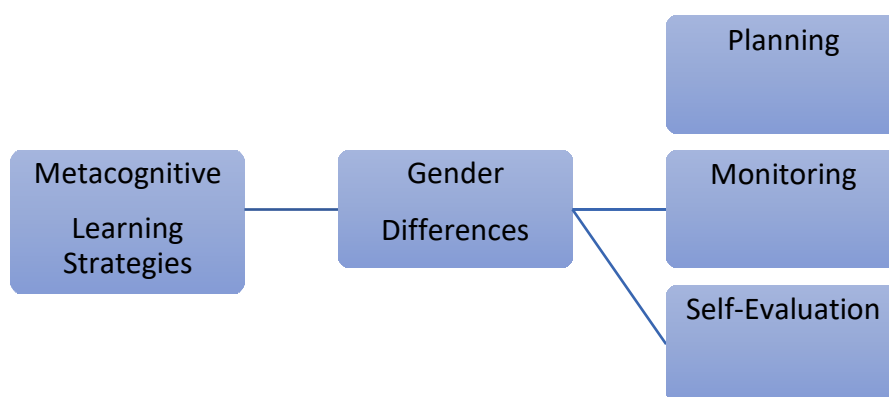 Metacognitive
Learning
Strategies
Gender
Differences
Planning
Monitoring
Self-Evaluation